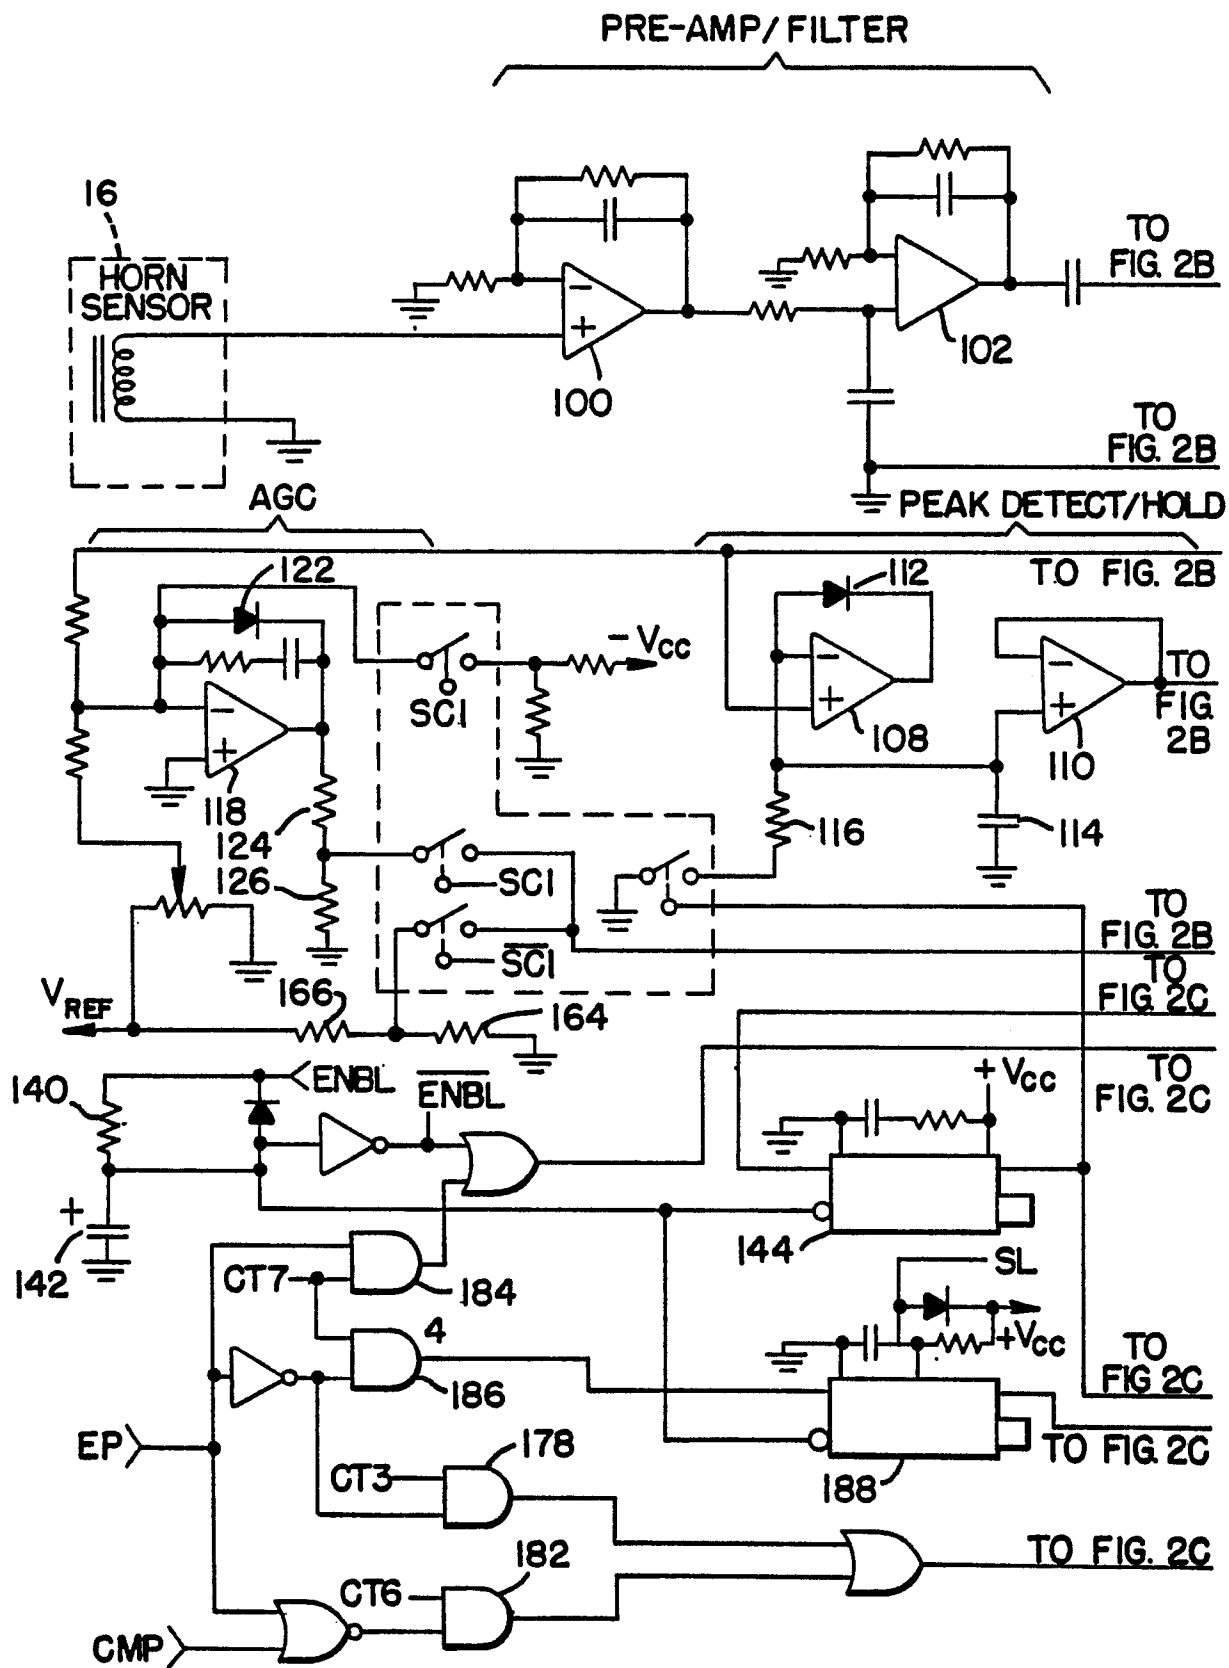 PRE-AMP/FILTER
16
HORN
SENSOR
100
102
TO
FIG. 2B
TO
FIG. 2B
AGC
PEAK DETECT/HOLD
TO FIG. 2B
122
112
-VCC
SC1
118
108
110
TO
FIG.
2B
124
116
114
126
SC1
SC1
TO
FIG. 2B
TO
FIG. 2C
VREF
166
164
ENBL
ENBL
140
+VCC
TO
FIG. 2C
+
142
144
CT7
184
SL
4
186
+VCC
TO
FIG 2C
EP
178
CT3
188
TO FIG. 2C
182
CT6
TO FIG. 2C
CMP
-
+
-
+
-
+
-
+